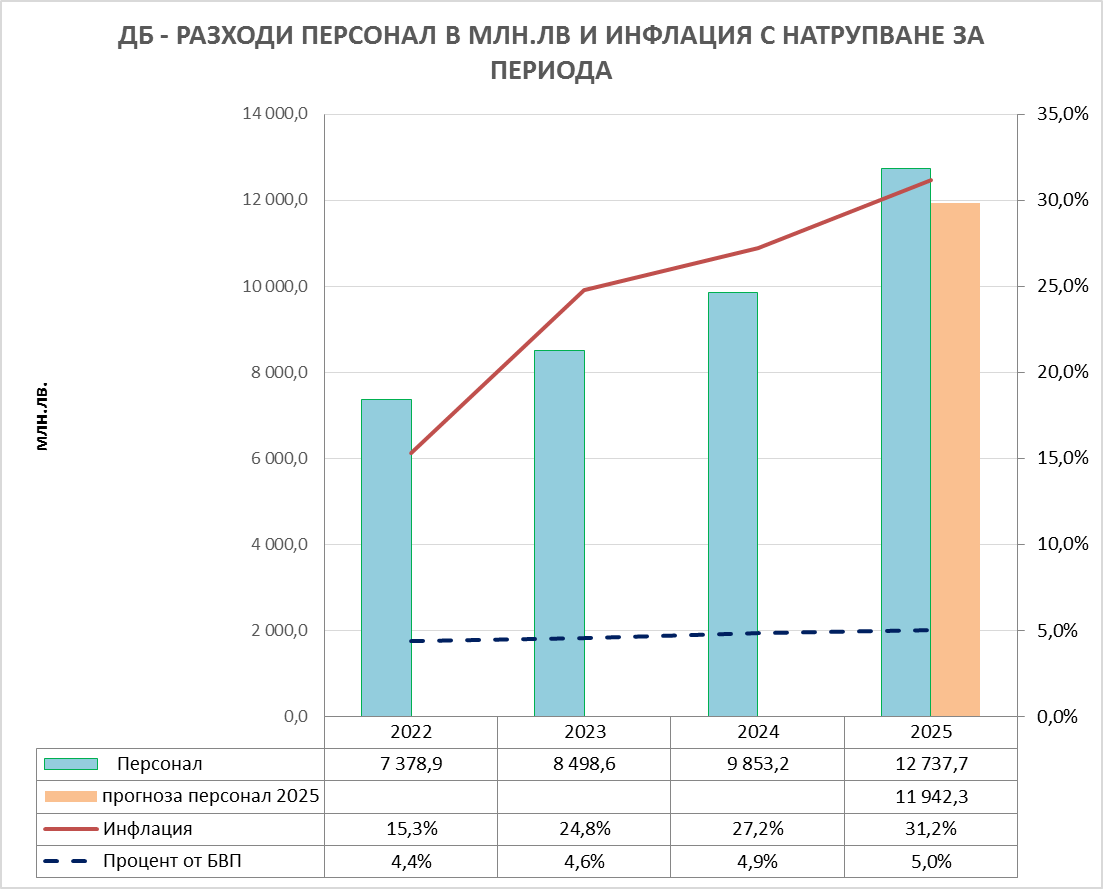 ДБ - РАЗХОДИ ПЕРСОНАЛ В МЛН.ЛВ И ИНФЛАЦИЯ С НАТРУПВАНЕ ЗА
ПЕРИОДА
14 000,0
12 000,0
10 000,0
8 000,0
6 000,0
4 000,0
2 000,0
0,0
млн.лв.
35,0%
30,0%
25,0%
20,0%
15,0%
10,0%
5,0%
0,0%
2022 2023 2024 2025
Персонал 7 378,9 8 498,6 9 853,2 12 737,7
прогноза персонал 2025 11 942,3
Инфлация 15,3% 24,8% 27,2% 31,2%
Процент от БВП 4,4% 4,6% 4,9% 5,0%